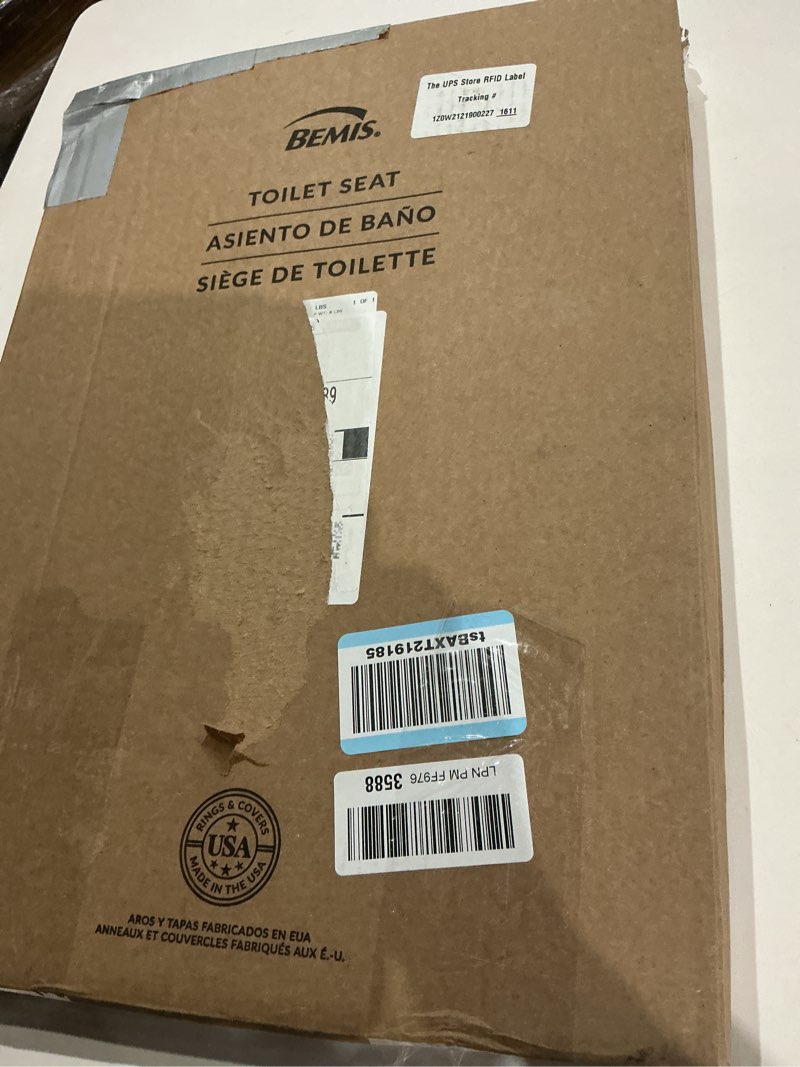 The UPS Store RFID Label
Tracking #
1Z0W2121900227 1611
BEMIS®
TOILET SEAT
ASIENTO DE BAÑO
SIÈGE DE TOILETTE
LBS 1 OF 1
tsBAXT219185
LPN PM FF976 3588
RINGS & COVERS
USA
MADE IN THE USA
AROS Y TAPAS FABRICADOS EN EUA
ANNEAUX ET COUVERCLES FABRIQUÉS AUX É.-U.